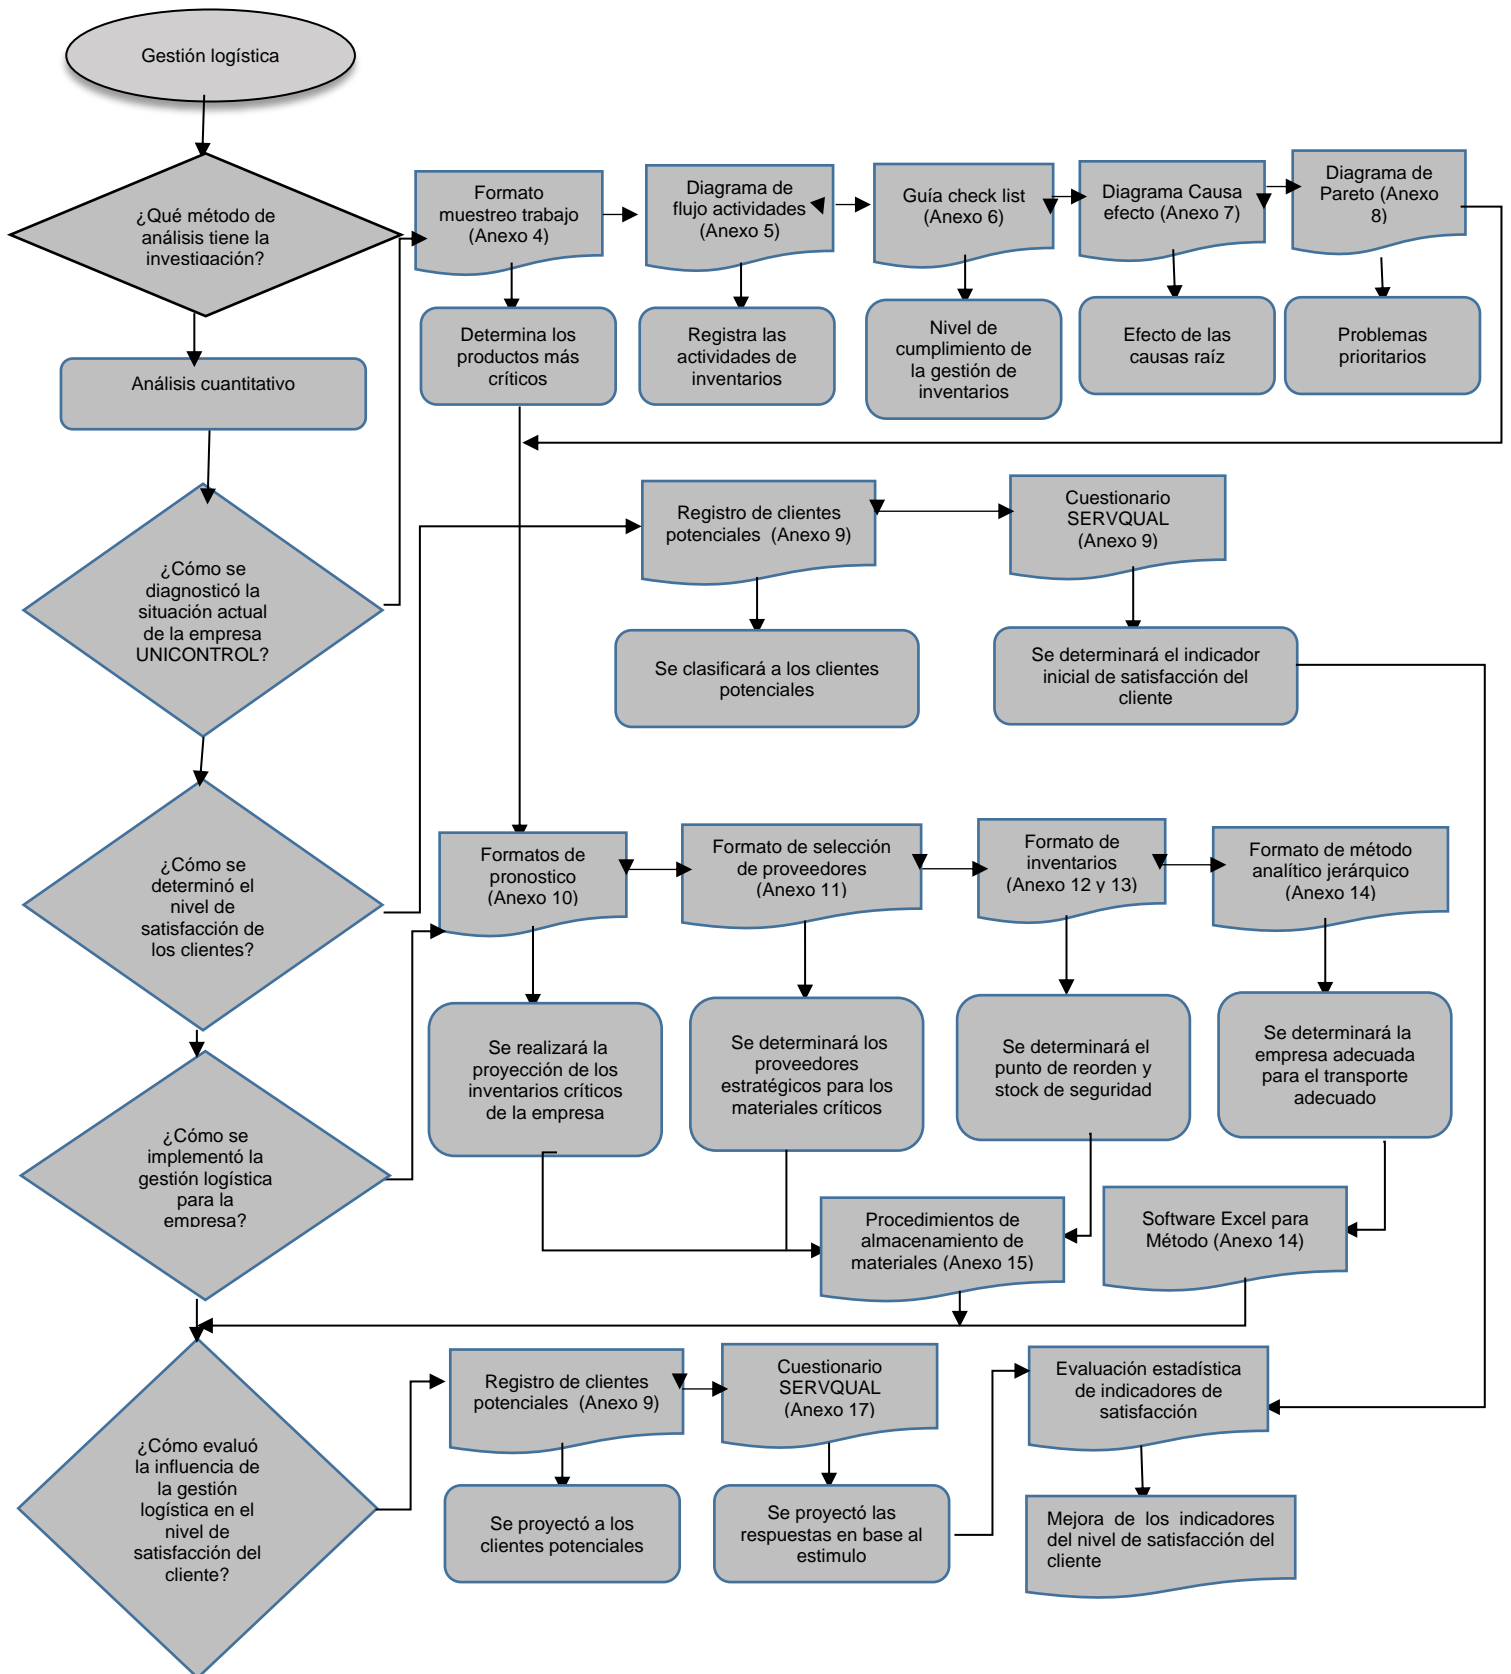 Gestión logística
¿Qué método de
análisis tiene la
investigación?
Análisis cuantitativo
¿Cómo se
diagnosticó la
situación actual
de la empresa
UNICONTROL?
Formato
muestreo trabajo
(Anexo 4)
Diagrama de
flujo actividades
(Anexo 5)
Guía check list
(Anexo 6)
Diagrama Causa
efecto (Anexo 7)
Diagrama de
Pareto (Anexo
8)
Determina los
productos más
críticos
Registra las
actividades de
inventarios
Nivel de
cumplimiento de
la gestión de
inventarios
Efecto de las
causas raíz
Problemas
prioritarios
¿Cómo se
determinó el
nivel de
satisfacción de
los clientes?
Registro de clientes
potenciales (Anexo 9)
Cuestionario
SERVQUAL
(Anexo 9)
Se clasificará a los clientes
potenciales
Se determinará el indicador
inicial de satisfacción del
cliente
¿Cómo se
implementó la
gestión logística
para la
empresa?
Formatos de
pronostico
(Anexo 10)
Formato de selección
de proveedores
(Anexo 11)
Formato de
inventarios
(Anexo 12 y 13)
Formato de método
analítico jerárquico
(Anexo 14)
Se realizará la
proyección de los
inventarios críticos
de la empresa
Se determinará los
proveedores
estratégicos para los
materiales críticos
Se determinará el
punto de reorden y
stock de seguridad
Se determinará la
empresa adecuada
para el transporte
adecuado
Procedimientos de
almacenamiento de
materiales (Anexo 15)
Software Excel para
Método (Anexo 14)
¿Cómo evaluó
la influencia de
la gestión
logística en el
nivel de
satisfacción del
cliente?
Registro de clientes
potenciales (Anexo 9)
Cuestionario
SERVQUAL
(Anexo 17)
Evaluación estadística
de indicadores de
satisfacción
Se proyectó a los
clientes potenciales
Se proyectó las
respuestas en base al
estimulo
Mejora de los indicadores
del nivel de satisfacción del
cliente